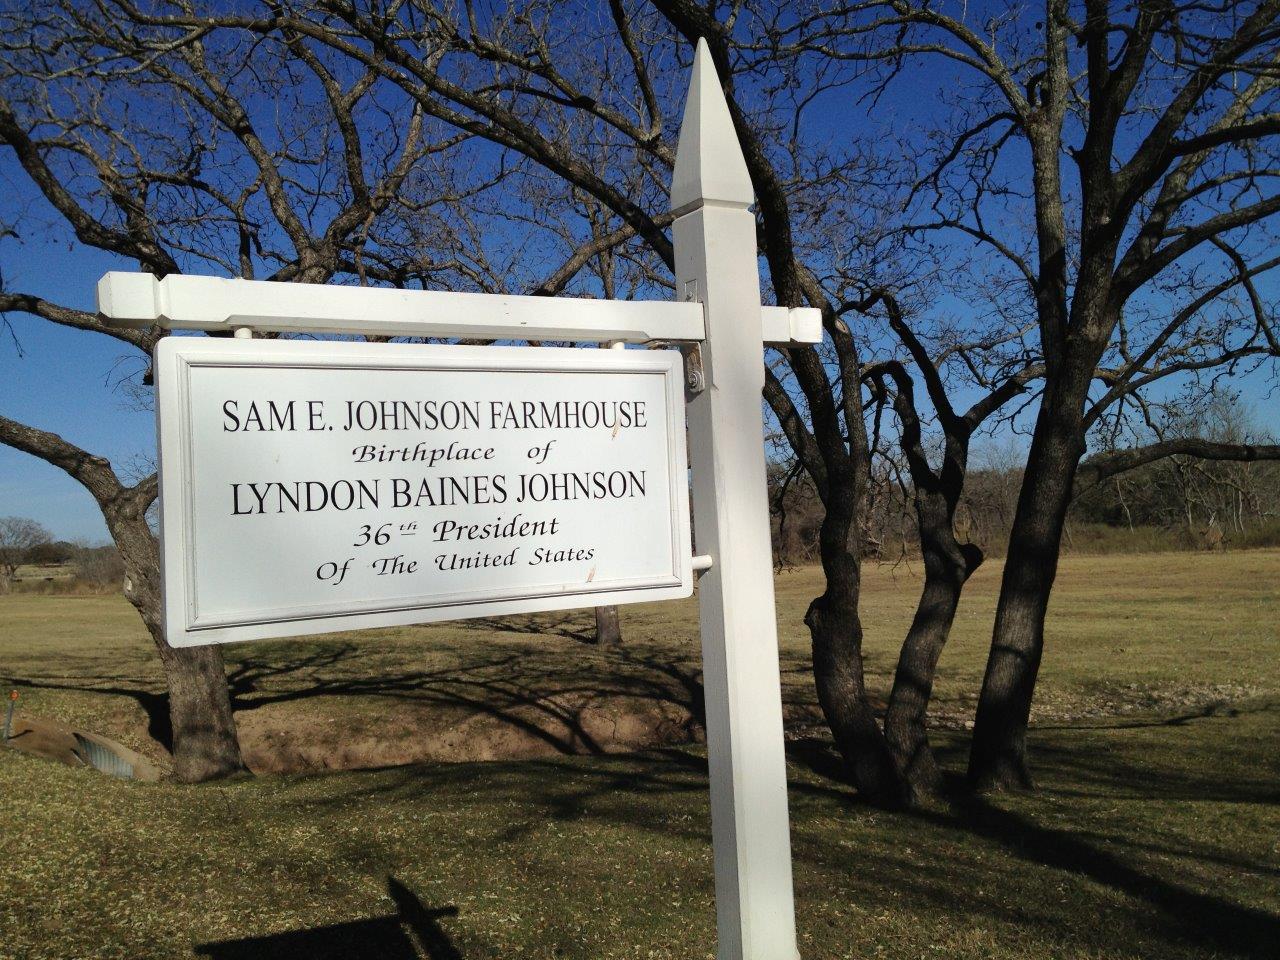 SAM E. JOHNSON FARMHOUSE
Birthplace of
LYNDON BAINES JOHNSON
36th President
Of The United States